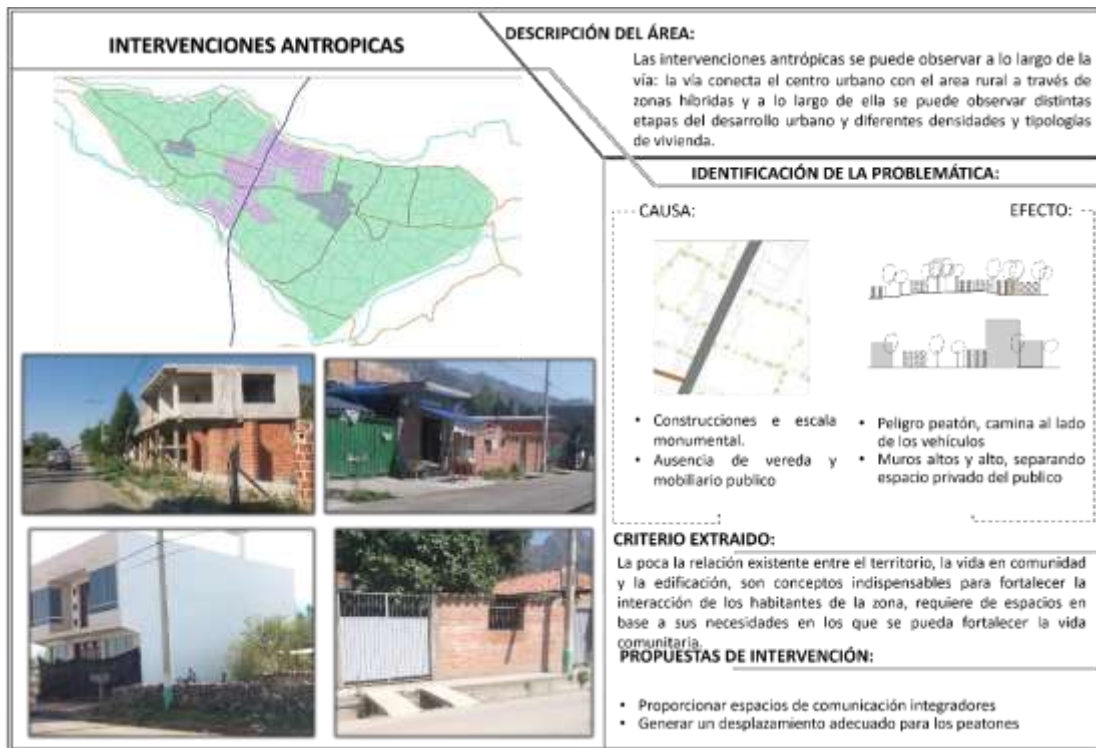 INTERVENCIONES ANTROPICAS
DESCRIPCIÓN DEL ÁREA:
Las intervenciones antrópicas se puede observar a lo largo de la
vía: la vía conecta el centro urbano con el area rural a través de
zonas híbridas y a lo largo de ella se puede observar distintas
etapas del desarrollo urbano y diferentes densidades y tipologías
de vivienda.
IDENTIFICACIÓN DE LA PROBLEMÁTICA:
CAUSA:
• Construcciones e escala
monumental.
• Ausencia de vereda y
mobiliario publico
EFECTO:
• Peligro peatón, camina al lado
de los vehículos
• Muros altos y alto, separando
espacio privado del publico
CRITERIO EXTRAIDO:
La poca la relación existente entre el territorio, la vida en comunidad
y la edificación, son conceptos indispensables para fortalecer la
interacción de los habitantes de la zona, requiere de espacios en
base a sus necesidades en los que se pueda fortalecer la vida
comunitaria.
PROPUESTAS DE INTERVENCIÓN:
• Proporcionar espacios de comunicación integradores
• Generar un desplazamiento adecuado para los peatones